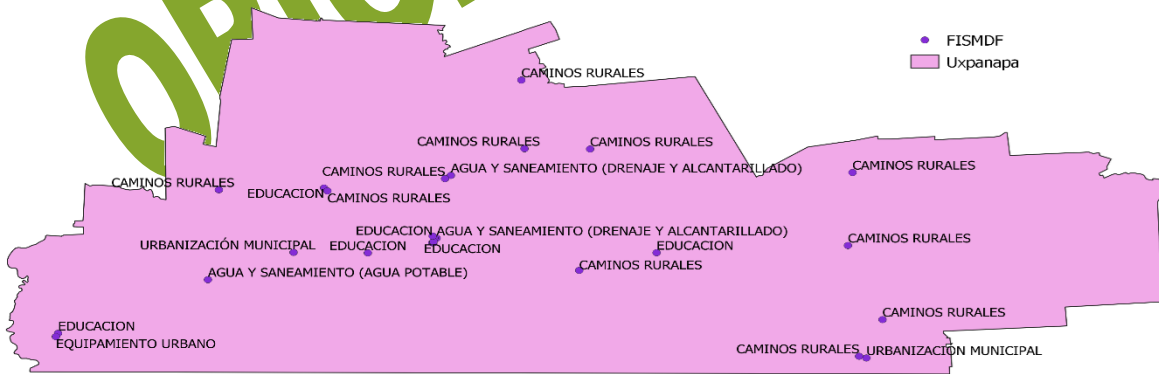 FISMDF
Uxpanapa
CAMINOS RURALES
CAMINOS RURALES
CAMINOS RURALES
CAMINOS RURALES
AGUA Y SANEAMIENTO (DRENAJE Y ALCANTARILLADO)
CAMINOS RURALES
CAMINOS RURALES
EDUCACION
CAMINOS RURALES
EDUCACION
AGUA Y SANEAMIENTO (DRENAJE Y ALCANTARILLADO)
URBANIZACIÓN MUNICIPAL
EDUCACION
EDUCACION
EDUCACION
CAMINOS RURALES
AGUA Y SANEAMIENTO (AGUA POTABLE)
CAMINOS RURALES
CAMINOS RURALES
EDUCACION
EQUIPAMIENTO URBANO
CAMINOS RURALES
URBANIZACIÓN MUNICIPAL